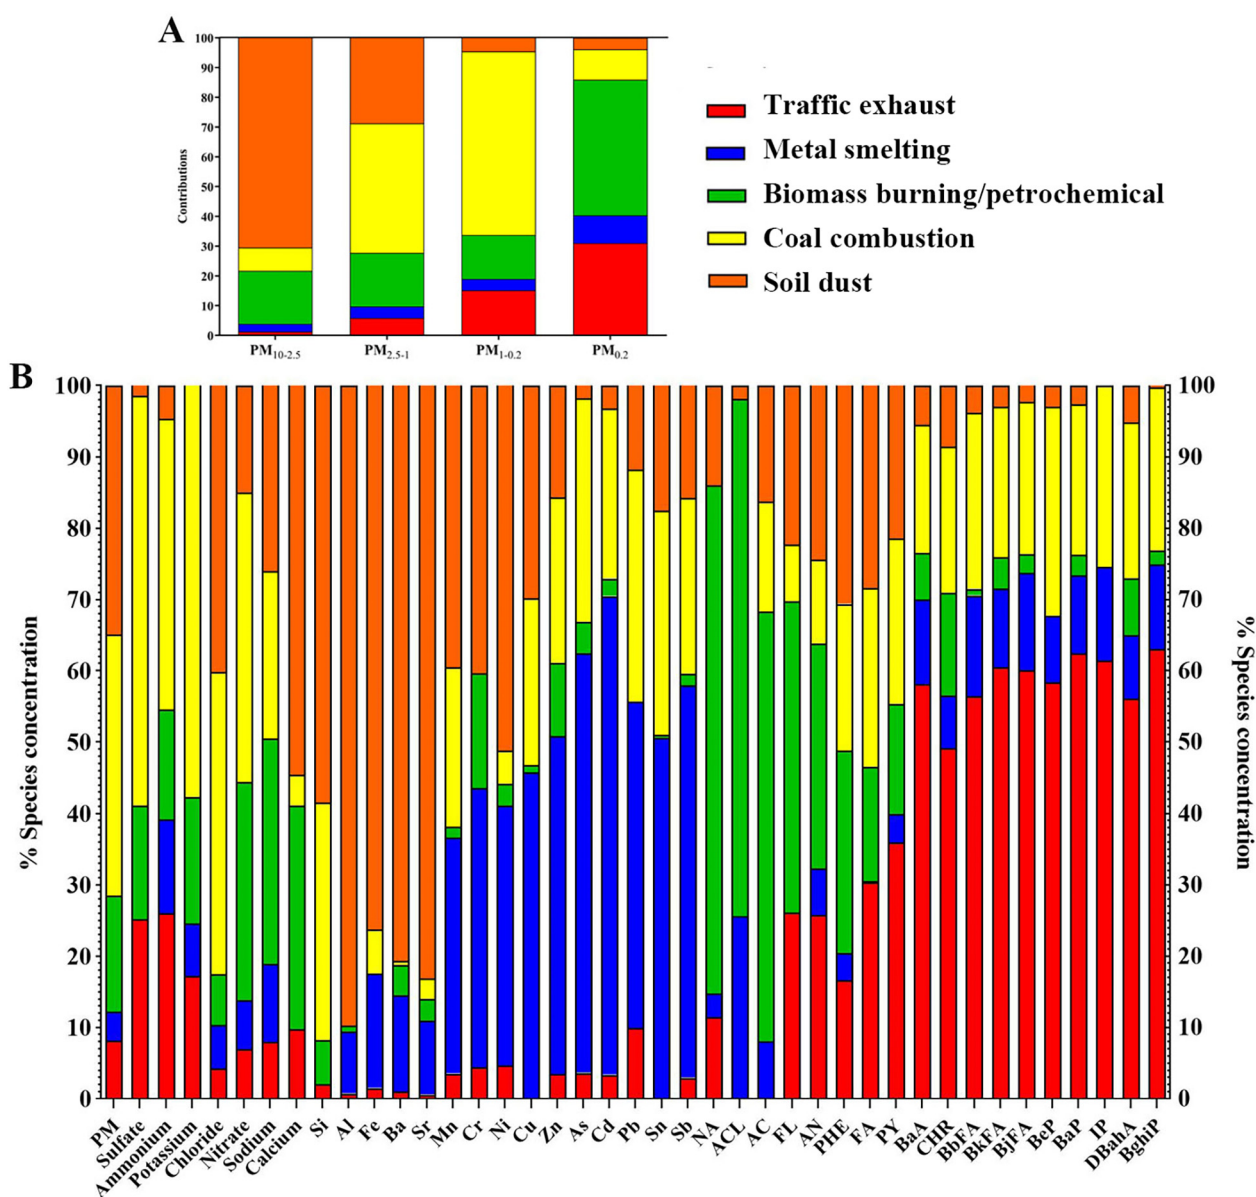 A
100
90
80
70
60
50
40
30
20
10
0
Contributions
PM10-2.5 PM2.5-1 PM1-0.2 PM0.2
Traffic exhaust
Metal smelting
Biomass burning/petrochemical
Coal combustion
Soil dust
B
100
90
80
70
60
50
40
30
20
10
0
% Species concentration
100
90
80
70
60
50
40
30
20
10
0
% Species concentration
PM
Sulfate
Ammonium
Potassium
Chloride
Nitrate
Sodium
Calcium
Si
Al
Fe
Ba
Sr
Mn
Cr
Ni
Cu
Zn
As
Cd
Pb
Sn
Sb
NA
ACL
AC
FL
AN
PHE
FA
PY
BaA
CHR
BbFA
BkFA
BjFA
BeP
BaP
IP
DBahA
BghiP